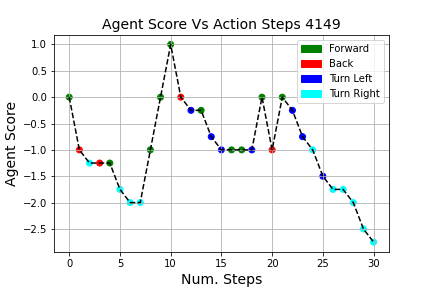 Agent Score Vs Action Steps 4149
Agent Score
1.0
0.5
0.0
−0.5
−1.0
−1.5
−2.0
−2.5
Forward
Back
Turn Left
Turn Right
0 5 10 15 20 25 30
Num. Steps